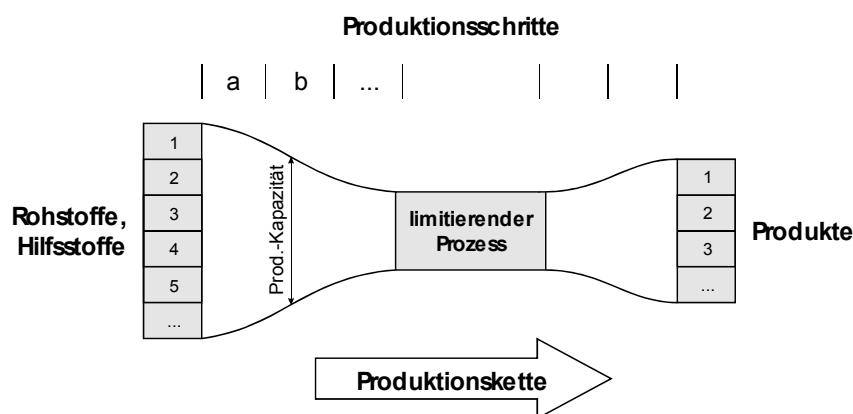 Produktionsschritte
a b ...
1
2
3
4
5
...
Rohstoffe,
Hilfsstoffe
Prod.-Kapazität
limitierender
Prozess
1
2
3
...
Produkte
Produktionskette